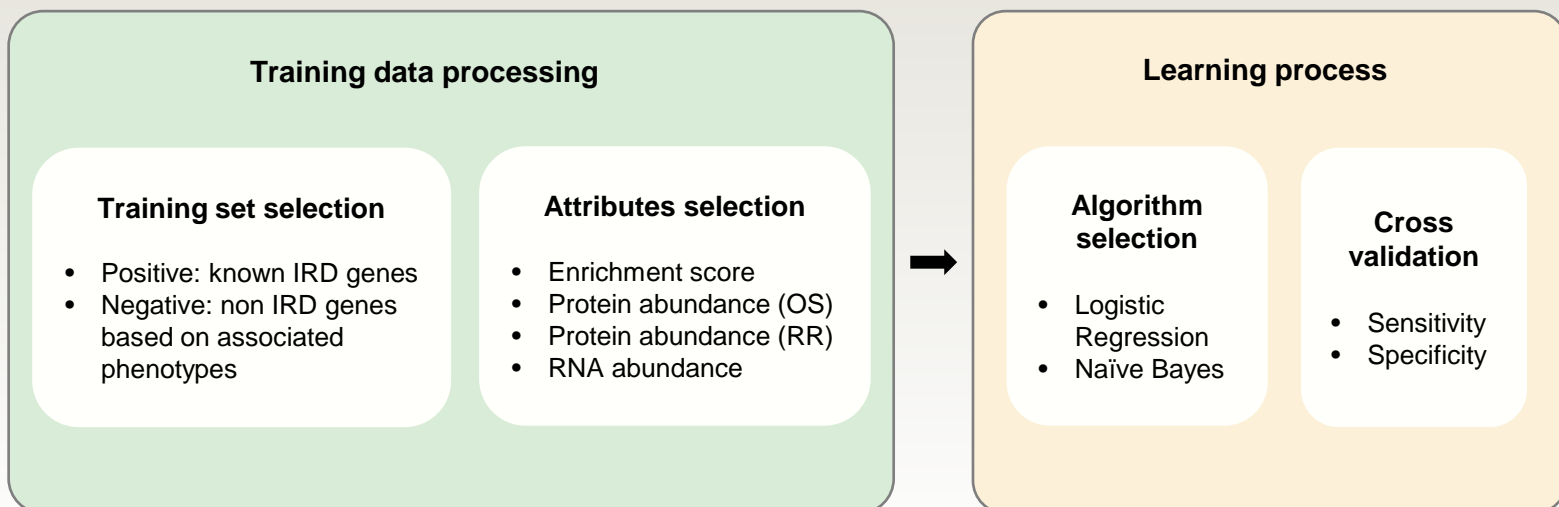 Training data processing
Training set selection
• Positive: known IRD genes
• Negative: non IRD genes
based on associated
phenotypes
Attributes selection
• Enrichment score
• Protein abundance (OS)
• Protein abundance (RR)
• RNA abundance
Learning process
Algorithm
selection
• Logistic
Regression
• Naïve Bayes
Cross
validation
• Sensitivity
• Specificity